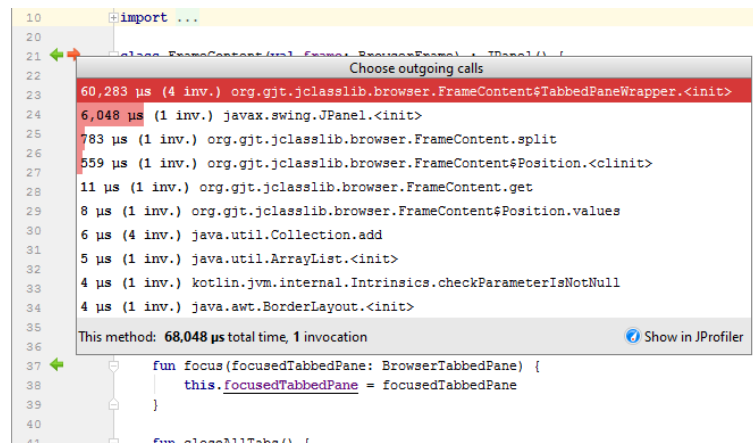 10 import ...
20
21 class FrameContent(val frame: BrowserFrame) : JPanel() {
22 Choose outgoing calls
23 60,283 µs (4 inv.) org.gjt.jclasslib.browser.FrameContent$TabbedPaneWrapper.<init>
24 6,048 µs (1 inv.) javax.swing.JPanel.<init>
25 783 µs (1 inv.) org.gjt.jclasslib.browser.FrameContent.split
26
27 559 µs (1 inv.) org.gjt.jclasslib.browser.FrameContent$Position.<clinit>
28 11 µs (1 inv.) org.gjt.jclasslib.browser.FrameContent.get
29 8 µs (1 inv.) org.gjt.jclasslib.browser.FrameContent$Position.values
30 6 µs (4 inv.) java.util.Collection.add
31
32 5 µs (1 inv.) java.util.ArrayList.<init>
33 4 µs (1 inv.) kotlin.jvm.internal.Intrinsics.checkParameterIsNotNull
34 4 µs (1 inv.) java.awt.BorderLayout.<init>
35
36 This method: 68,048 µs total time, 1 invocation Show in JProfiler
37 fun focus(focusedTabbedPane: BrowserTabbedPane) {
38 this.focusedTabbedPane = focusedTabbedPane
39 }
40
41 fun closeAllTabs() {